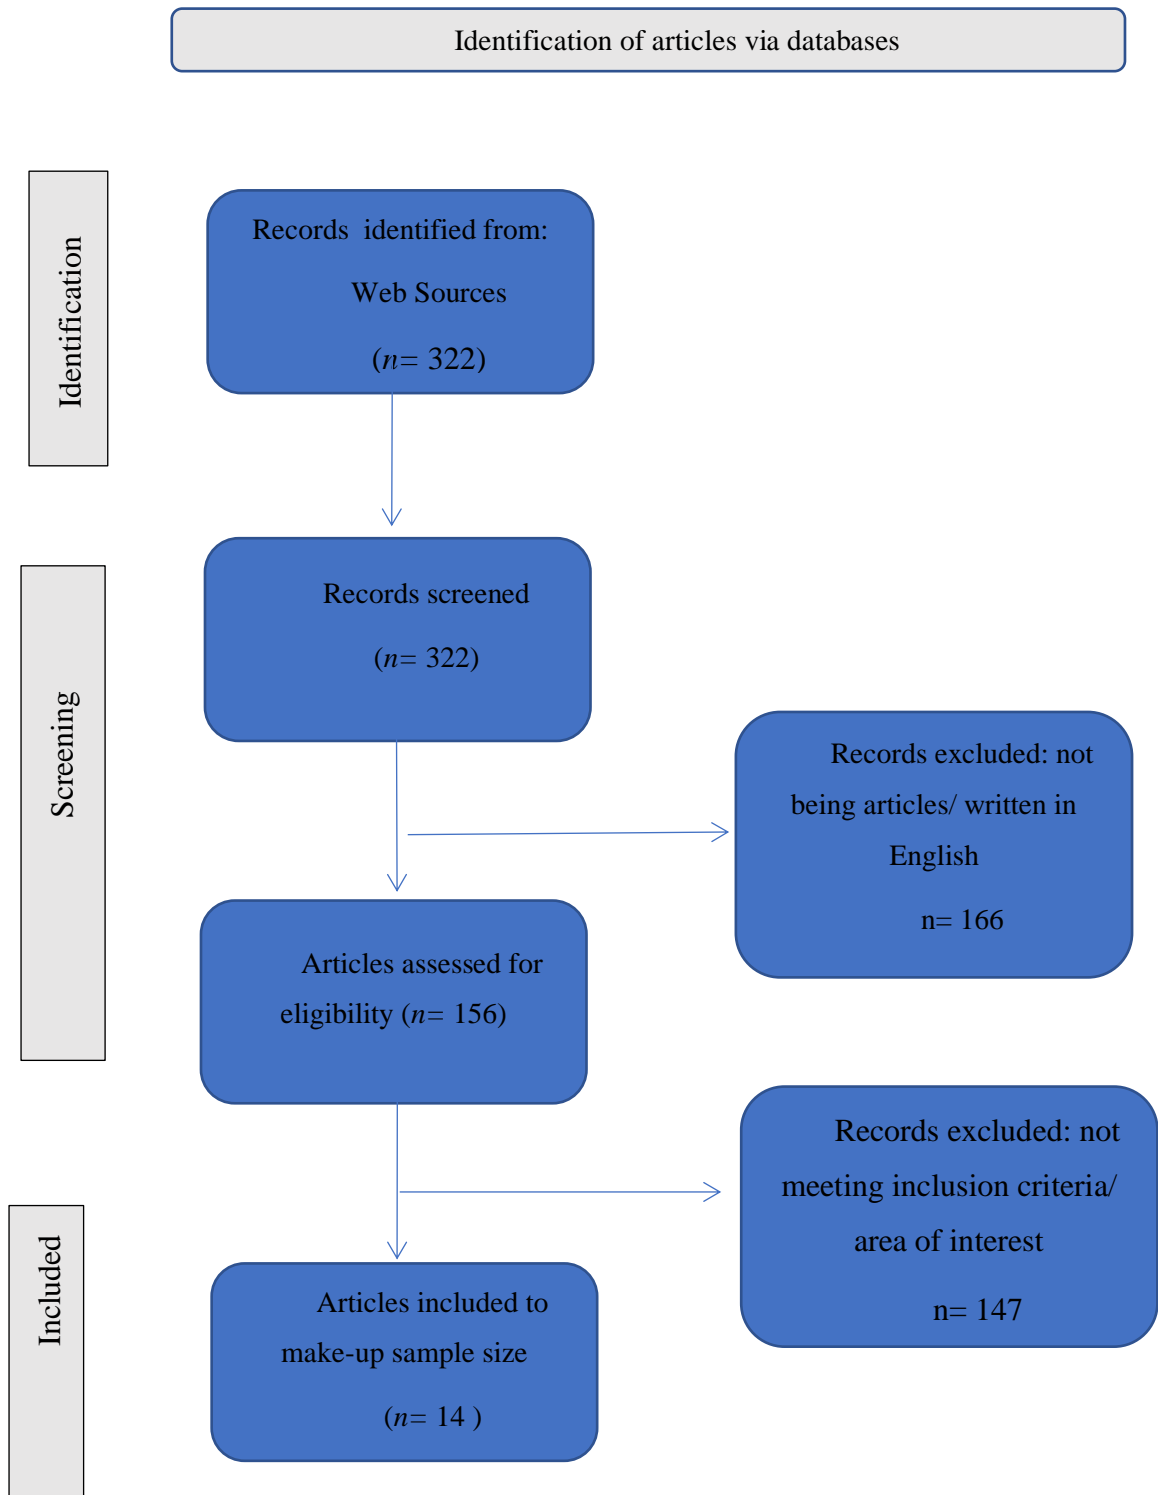 Identification of articles via databases
Identification
Records identified from:
Web Sources
(n= 322)
Screening
Records screened
(n= 322)
Records excluded: not
being articles/ written in
English
n= 166
Articles assessed for
eligibility (n= 156)
Records excluded: not
meeting inclusion criteria/
area of interest
n= 147
Included
Articles included to
make-up sample size
(n= 14 )